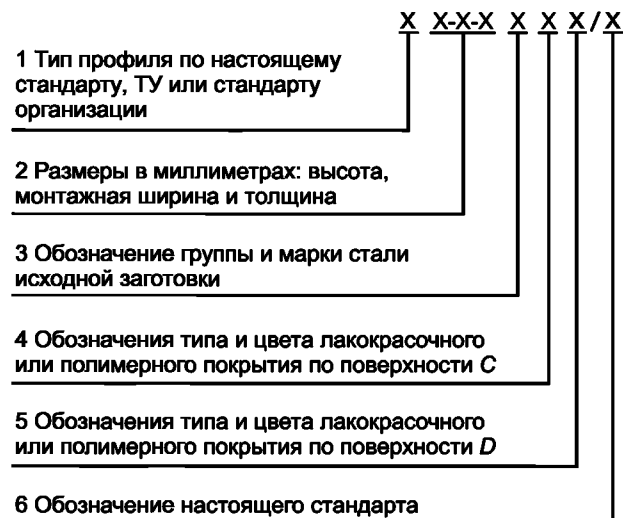 X X-X-X X X X/X
1 Тип профиля по настоящему
стандарту, ТУ или стандарту
организации
2 Размеры в миллиметрах: высота,
монтажная ширина и толщина
3 Обозначение группы и марки стали
исходной заготовки
4 Обозначения типа и цвета лакокрасочного
или полимерного покрытия по поверхности C
5 Обозначения типа и цвета лакокрасочного
или полимерного покрытия по поверхности D
6 Обозначение настоящего стандарта